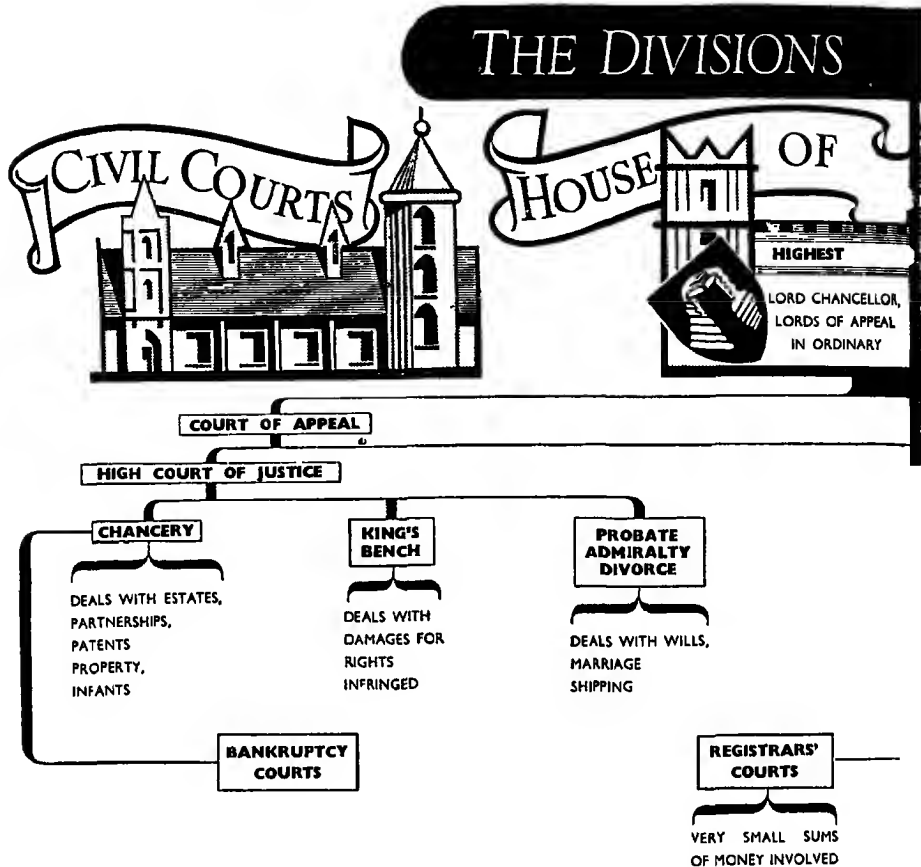 THE DIVISIONS
CIVIL COURTS
HOUSE OF
HIGHEST
LORD CHANCELLOR,
LORDS OF APPEAL
IN ORDINARY
COURT OF APPEAL
HIGH COURT OF JUSTICE
CHANCERY
DEALS WITH ESTATES,
PARTNERSHIPS,
PATENTS
PROPERTY,
INFANTS
KING'S
BENCH
DEALS WITH
DAMAGES FOR
RIGHTS
INFRINGED
PROBATE
ADMIRALTY
DIVORCE
DEALS WITH WILLS,
MARRIAGE
SHIPPING
BANKRUPTCY
COURTS
REGISTRARS'
COURTS
VERY SMALL SUMS
OF MONEY INVOLVED